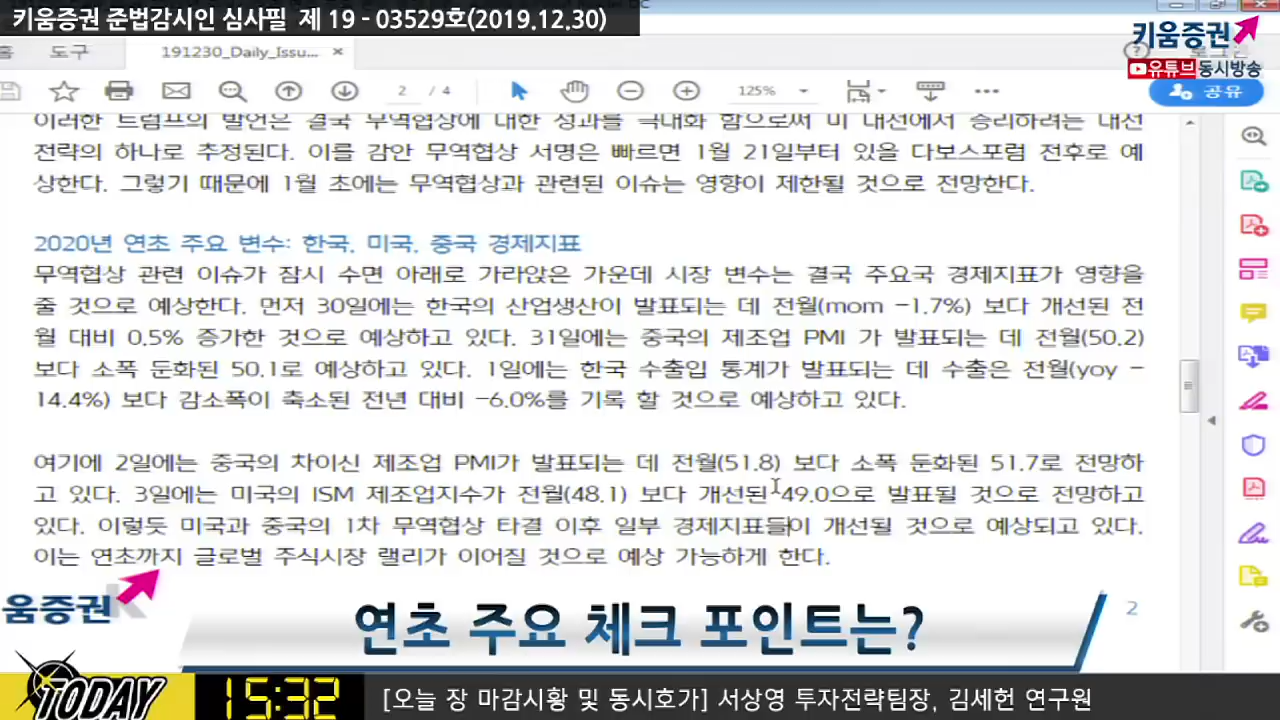 키움증권 준법감시인 심사필 제 19 - 03529호(2019.12.30)
키움증권
유튜브동시방송
도구
191230_Daily_Issu... ×
2 / 4
125%
공유
이러한 트럼프의 발언은 결국 무역협상에 대한 성과를 극대화 함으로써 미 대선에서 승리하려는 대선
전략의 하나로 추정된다. 이를 감안 무역협상 서명은 빠르면 1월 21일부터 있을 다보스포럼 전후로 예
상한다. 그렇기 때문에 1월 초에는 무역협상과 관련된 이슈는 영향이 제한될 것으로 전망한다.
2020년 연초 주요 변수: 한국, 미국, 중국 경제지표
무역협상 관련 이슈가 잠시 수면 아래로 가라앉은 가운데 시장 변수는 결국 주요국 경제지표가 영향을
줄 것으로 예상한다. 먼저 30일에는 한국의 산업생산이 발표되는 데 전월(mom -1.7%) 보다 개선된 전
월 대비 0.5% 증가한 것으로 예상하고 있다. 31일에는 중국의 제조업 PMI 가 발표되는 데 전월(50.2)
보다 소폭 둔화된 50.1로 예상하고 있다. 1일에는 한국 수출입 통계가 발표되는 데 수출은 전월(yoy -
14.4%) 보다 감소폭이 축소된 전년 대비 -6.0%를 기록 할 것으로 예상하고 있다.
여기에 2일에는 중국의 차이신 제조업 PMI가 발표되는 데 전월(51.8) 보다 소폭 둔화된 51.7로 전망하
고 있다. 3일에는 미국의 ISM 제조업지수가 전월(48.1) 보다 개선된 49.0으로 발표될 것으로 전망하고
있다. 이렇듯 미국과 중국의 1차 무역협상 타결 이후 일부 경제지표들이 개선될 것으로 예상되고 있다.
이는 연초까지 글로벌 주식시장 랠리가 이어질 것으로 예상 가능하게 한다.
2
움증권
연초 주요 체크 포인트는?
TODAY
15:32
[오늘 장 마감시황 및 동시호가] 서상영 투자전략팀장, 김세헌 연구원